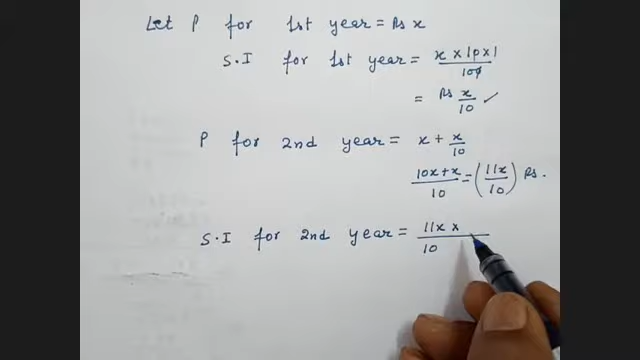 Let P for 1st year = Rs x
S.I for 1st year = x × 10 × 1 / 100
= Rs x/10 ✓
P for 2nd year = x + x/10
10x + x / 10 = (11x/10) Rs.
S.I for 2nd year = 11x × / 10